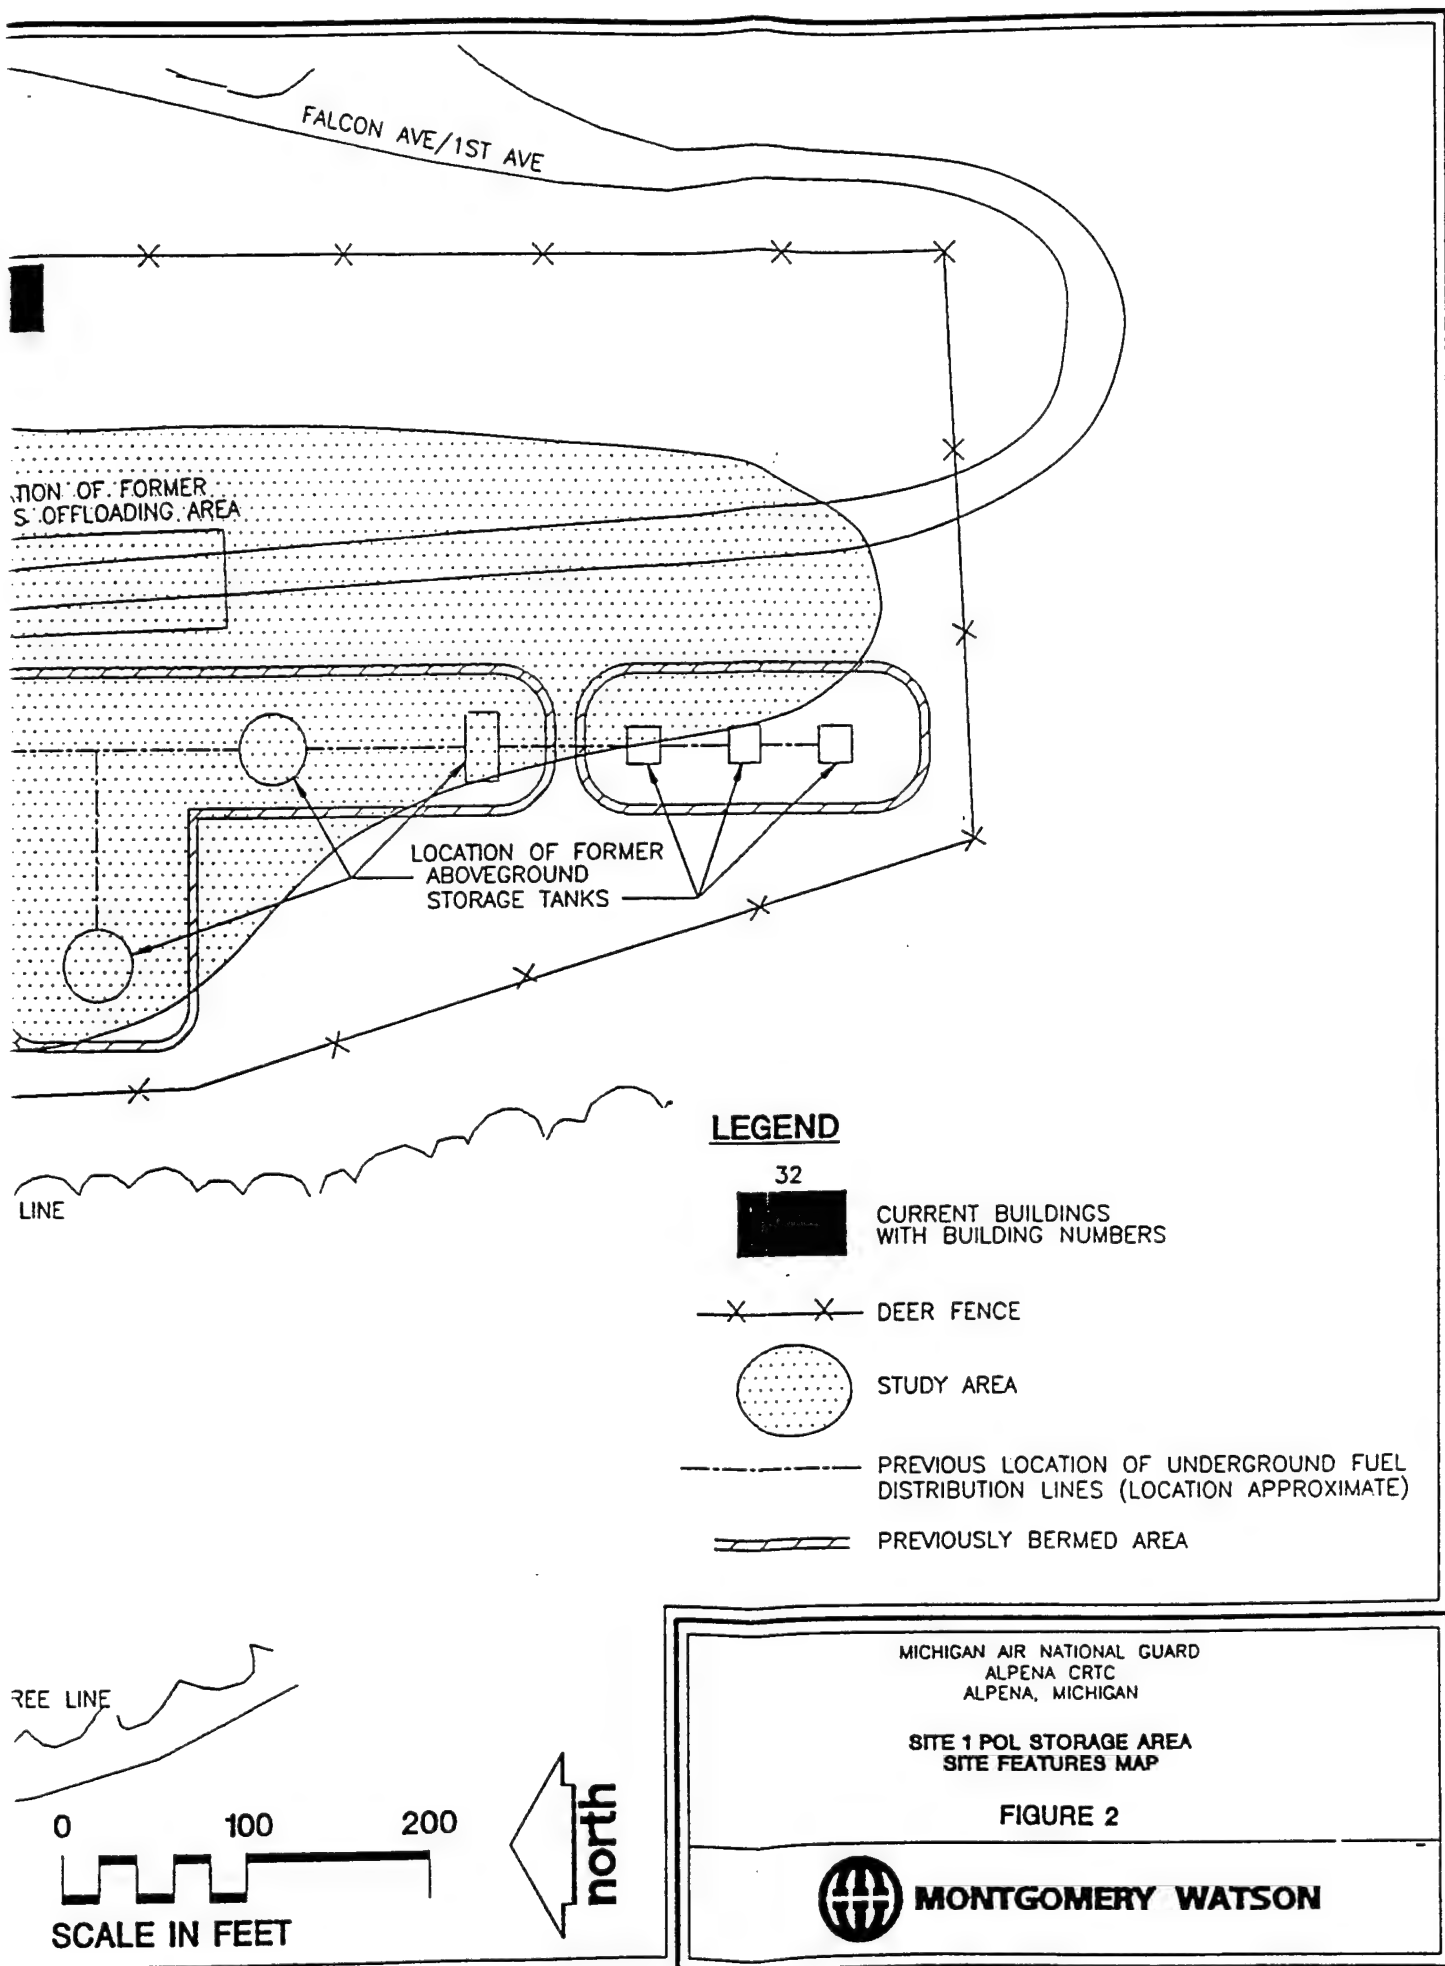 FALCON AVE/1ST AVE
TION OF FORMER
S OFFLOADING AREA
LOCATION OF FORMER
ABOVEGROUND
STORAGE TANKS
LINE
LEGEND
32
CURRENT BUILDINGS
WITH BUILDING NUMBERS
DEER FENCE
STUDY AREA
PREVIOUS LOCATION OF UNDERGROUND FUEL
DISTRIBUTION LINES (LOCATION APPROXIMATE)
PREVIOUSLY BERMED AREA
REE LINE
0 100 200
SCALE IN FEET
north
MICHIGAN AIR NATIONAL GUARD
ALPENA CRTC
ALPENA, MICHIGAN
SITE 1 POL STORAGE AREA
SITE FEATURES MAP
FIGURE 2
MONTGOMERY WATSON